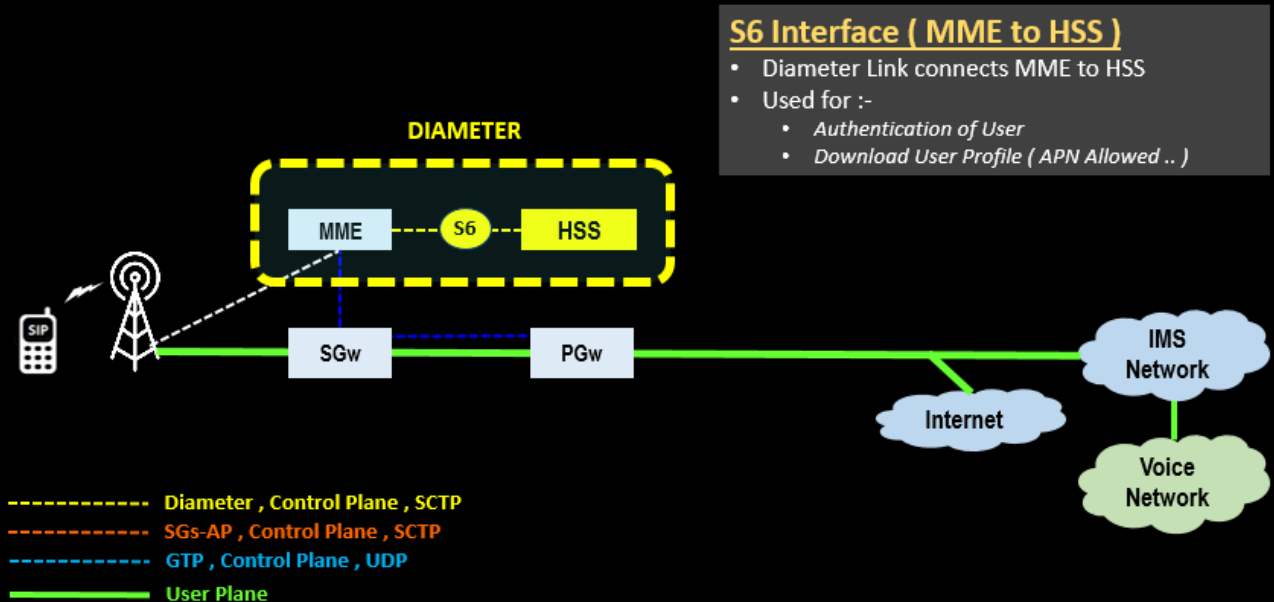 S6 Interface ( MME to HSS )
• Diameter Link connects MME to HSS
• Used for :-
• Authentication of User
• Download User Profile ( APN Allowed .. )
DIAMETER
MME
S6
HSS
SIP
SGw
PGw
IMS
Network
Internet
Voice
Network
Diameter , Control Plane , SCTP
SGs-AP , Control Plane , SCTP
GTP , Control Plane , UDP
User Plane